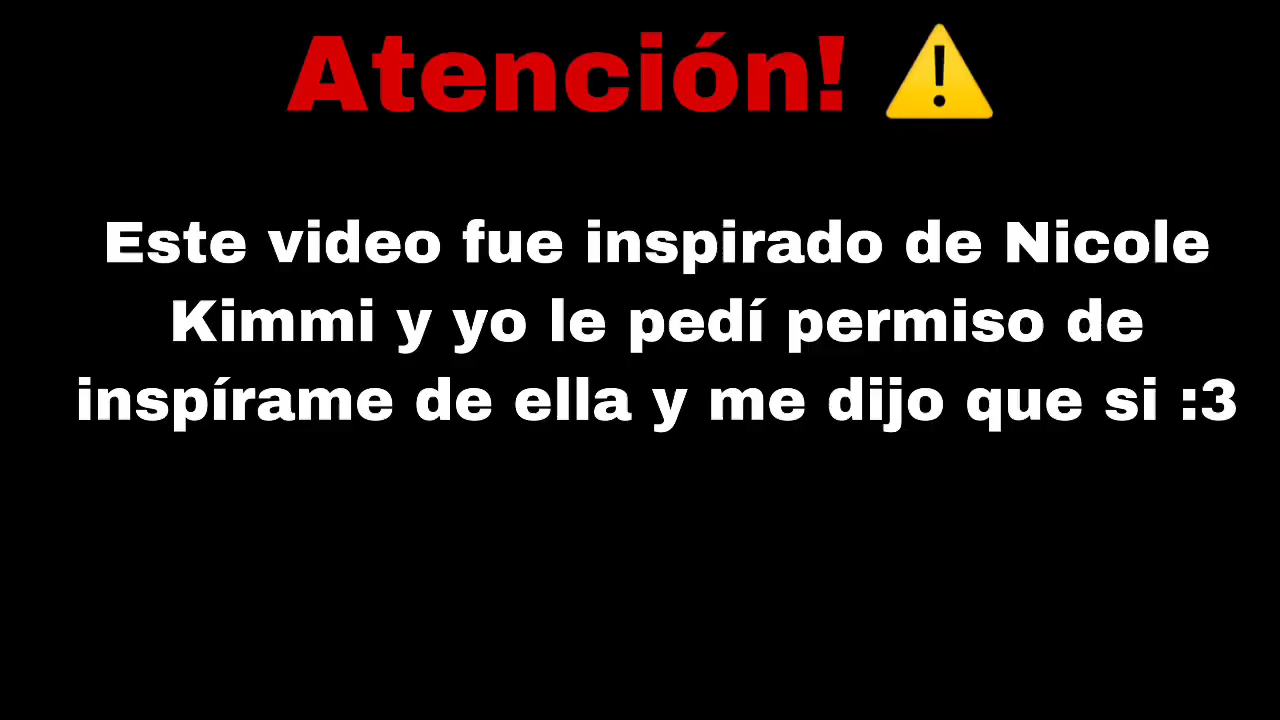 Atención! ⚠️
Este video fue inspirado de Nicole
Kimmi y yo le pedí permiso de
inspírame de ella y me dijo que si :3